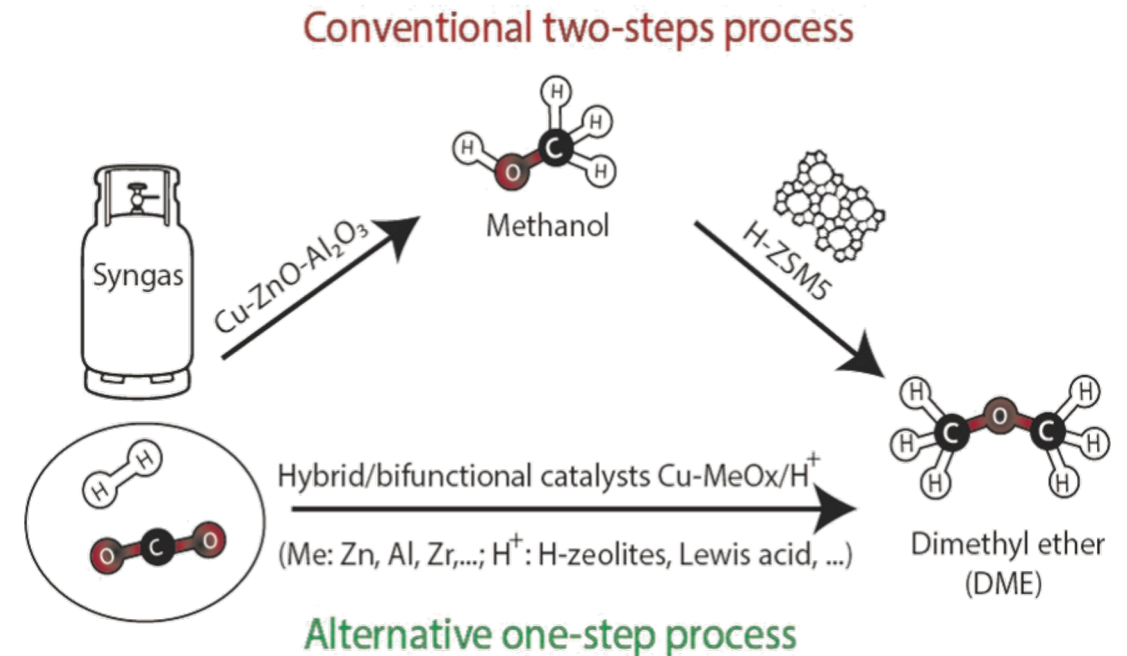 Conventional two-steps process
H
H
H
C
O
H
Methanol
Syngas
Cu-ZnO-Al₂O₃
H-ZSM5
H
H
O
C
C
H
H
H
H
Dimethyl ether
(DME)
H
H
O
C
O
Hybrid/bifunctional catalysts Cu-MeOx/H⁺
(Me: Zn, Al, Zr,...; H⁺: H-zeolites, Lewis acid, ...)
Alternative one-step process